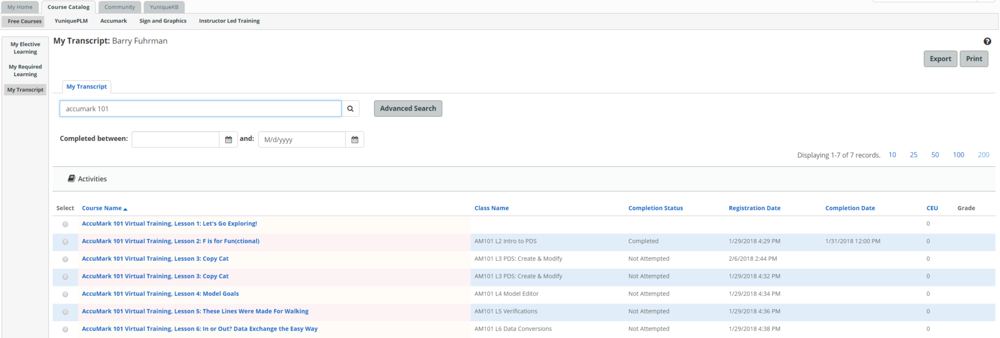 My Home Course Catalog Community YuniqueKB
Free Courses YuniquePLM Accumark Sign and Graphics Instructor Led Training
My Elective Learning
My Required Learning
My Transcript
My Transcript: Barry Fuhrman
?
Export Print
My Transcript
accumark 101 Advanced Search
Completed between: and: M/d/yyyy
Displaying 1-7 of 7 records. 10 25 50 100 200
Activities
Select Course Name Class Name Completion Status Registration Date Completion Date CEU Grade
AccuMark 101 Virtual Training, Lesson 1: Let's Go Exploring! 0
AccuMark 101 Virtual Training, Lesson 2: F is for Fun(ctional) AM101 L2 Intro to PDS Completed 1/29/2018 4:29 PM 1/31/2018 12:00 PM 0
AccuMark 101 Virtual Training, Lesson 3: Copy Cat AM101 L3 PDS: Create & Modify Not Attempted 2/6/2018 2:44 PM 0
AccuMark 101 Virtual Training, Lesson 3: Copy Cat AM101 L3 PDS: Create & Modify Not Attempted 1/29/2018 4:32 PM 0
AccuMark 101 Virtual Training, Lesson 4: Model Goals AM101 L4 Model Editor Not Attempted 1/29/2018 4:34 PM 0
AccuMark 101 Virtual Training, Lesson 5: These Lines Were Made For Walking AM101 L5 Verifications Not Attempted 1/29/2018 4:36 PM 0
AccuMark 101 Virtual Training, Lesson 6: In or Out? Data Exchange the Easy Way AM101 L6 Data Conversions Not Attempted 1/29/2018 4:38 PM 0